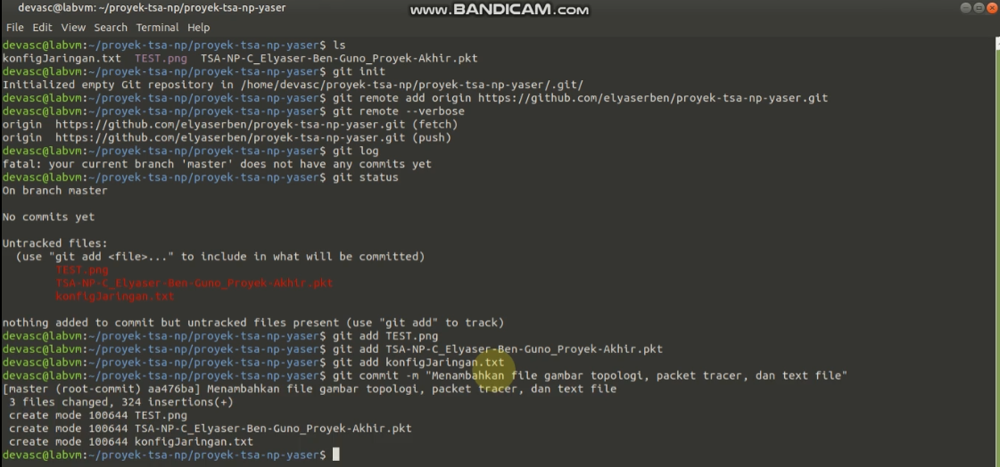 devasc@labvm: ~/proyek-tsa-np/proyek-tsa-np-yaser
www.BANDICAM.com
File Edit View Search Terminal Help
devasc@labvm:~/proyek-tsa-np/proyek-tsa-np-yaser$ ls
konfigJaringan.txt  TEST.png  TSA-NP-C_Elyaser-Ben-Guno_Proyek-Akhir.pkt
devasc@labvm:~/proyek-tsa-np/proyek-tsa-np-yaser$ git init
Initialized empty Git repository in /home/devasc/proyek-tsa-np/proyek-tsa-np-yaser/.git/
devasc@labvm:~/proyek-tsa-np/proyek-tsa-np-yaser$ git remote add origin https://github.com/elyaserben/proyek-tsa-np-yaser.git
devasc@labvm:~/proyek-tsa-np/proyek-tsa-np-yaser$ git remote --verbose
origin  https://github.com/elyaserben/proyek-tsa-np-yaser.git (fetch)
origin  https://github.com/elyaserben/proyek-tsa-np-yaser.git (push)
devasc@labvm:~/proyek-tsa-np/proyek-tsa-np-yaser$ git log
fatal: your current branch 'master' does not have any commits yet
devasc@labvm:~/proyek-tsa-np/proyek-tsa-np-yaser$ git status
On branch master
No commits yet
Untracked files:
  (use "git add <file>..." to include in what will be committed)
        TEST.png
        TSA-NP-C_Elyaser-Ben-Guno_Proyek-Akhir.pkt
        konfigJaringan.txt
nothing added to commit but untracked files present (use "git add" to track)
devasc@labvm:~/proyek-tsa-np/proyek-tsa-np-yaser$ git add TEST.png
devasc@labvm:~/proyek-tsa-np/proyek-tsa-np-yaser$ git add TSA-NP-C_Elyaser-Ben-Guno_Proyek-Akhir.pkt
devasc@labvm:~/proyek-tsa-np/proyek-tsa-np-yaser$ git add konfigJaringan.txt
devasc@labvm:~/proyek-tsa-np/proyek-tsa-np-yaser$ git commit -m "Menambahkan file gambar topologi, packet tracer, dan text file"
[master (root-commit) aa476ba] Menambahkan file gambar topologi, packet tracer, dan text file
 3 files changed, 324 insertions(+)
 create mode 100644 TEST.png
 create mode 100644 TSA-NP-C_Elyaser-Ben-Guno_Proyek-Akhir.pkt
 create mode 100644 konfigJaringan.txt
devasc@labvm:~/proyek-tsa-np/proyek-tsa-np-yaser$